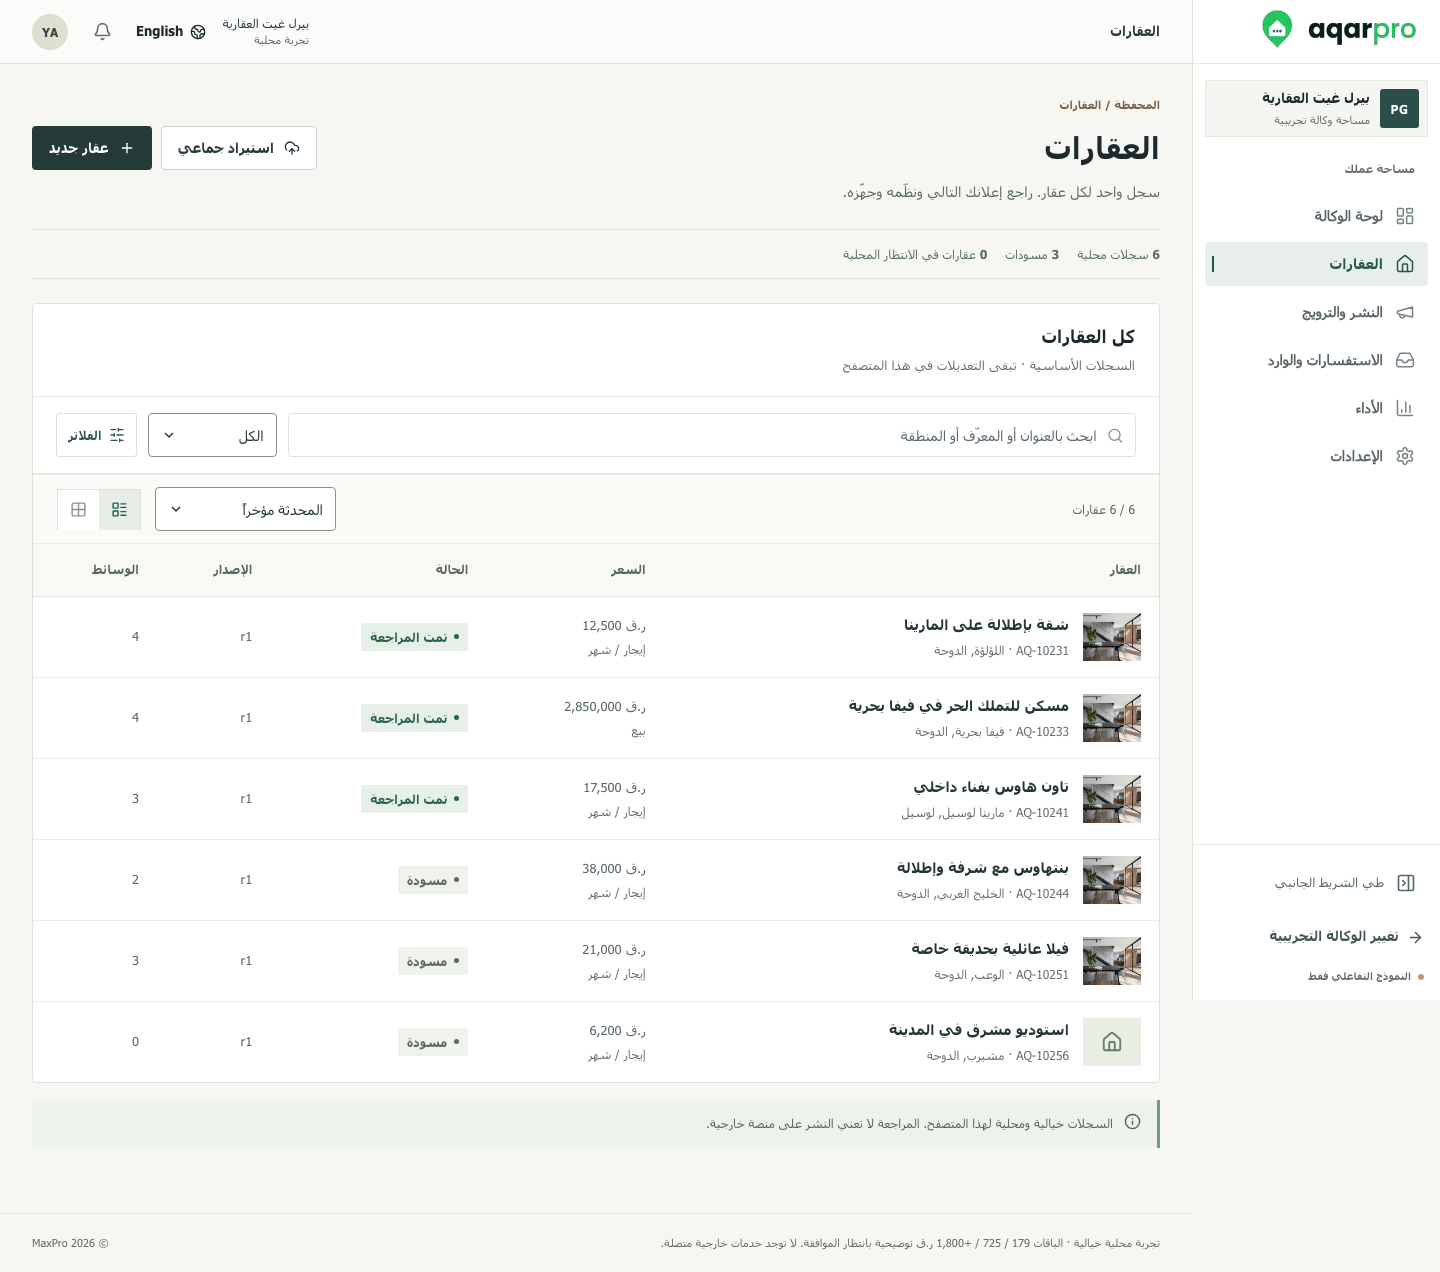 aqarpro
العقارات
بيرل غيت العقارية
تجربة محلية
English
YA
PG
بيرل غيت العقارية
مساحة وكالة تجريبية
مساحة عملك
لوحة الوكالة
العقارات
النشر والترويج
الاستفسارات والوارد
الأداء
الإعدادات
طي الشريط الجانبي
تغيير الوكالة التجريبية
النموذج التفاعلي فقط
المحفظة / العقارات
العقارات
سجل واحد لكل عقار. راجع إعلانك التالي ونظّمه وجهّزه.
استيراد جماعي
عقار جديد
6 سجلات محلية 3 مسودات 0 عقارات في الانتظار المحلية
كل العقارات
السجلات الأساسية · تبقى التعديلات في هذا المتصفح
ابحث بالعنوان أو المعرّف أو المنطقة
الكل
الفلاتر
6 / 6 عقارات
المحدثة مؤخراً
العقار السعر الحالة الإصدار الوسائط
شقة بإطلالة على المارينا
AQ-10231 · اللؤلؤة, الدوحة
ر.ق 12,500
إيجار / شهر
تمت المراجعة
r1
4
مسكن للتملك الحر في فيفا بحرية
AQ-10233 · فيفا بحرية, الدوحة
ر.ق 2,850,000
بيع
تمت المراجعة
r1
4
تاون هاوس بفناء داخلي
AQ-10241 · مارينا لوسيل, لوسيل
ر.ق 17,500
إيجار / شهر
تمت المراجعة
r1
3
بنتهاوس مع شرفة وإطلالة
AQ-10244 · الخليج الغربي, الدوحة
ر.ق 38,000
إيجار / شهر
مسودة
r1
2
فيلا عائلية بحديقة خاصة
AQ-10251 · الوعب, الدوحة
ر.ق 21,000
إيجار / شهر
مسودة
r1
3
استوديو مشرق في المدينة
AQ-10256 · مشيرب, الدوحة
ر.ق 6,200
إيجار / شهر
مسودة
r1
0
السجلات خيالية ومحلية لهذا المتصفح. المراجعة لا تعني النشر على منصة خارجية.
تجربة محلية خيالية · الباقات 179 / 725 / +1,800 ر.ق توضيحية بانتظار الموافقة. لا توجد خدمات خارجية متصلة.
© 2026 MaxPro